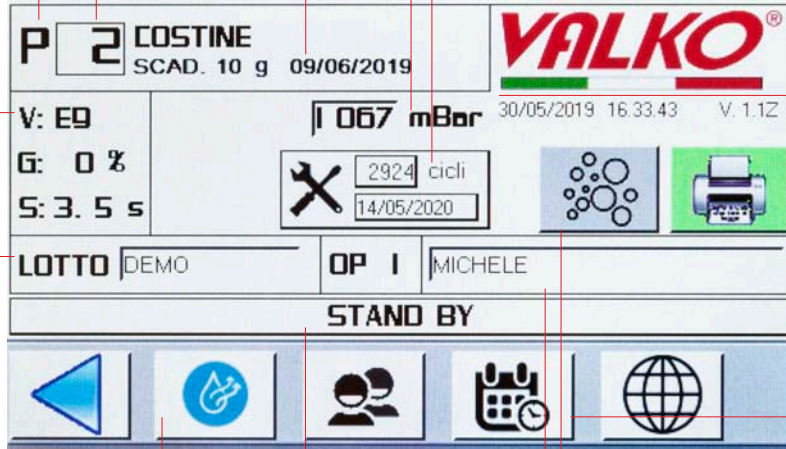 P 2 COSTINE
SCAD. 10 g 09/06/2019
VALKO®
30/05/2019 16.33.43 V. 1.1Z
V: E9
1067 mBar
G: 0 %
2924 cicli
14/05/2020
S: 3.5 s
LOTTO DEMO OP 1 MICHELE
STAND BY